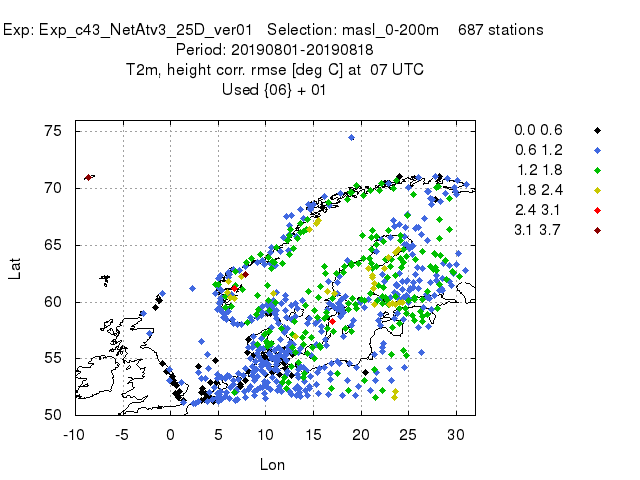 Exp: Exp_c43_NetAtv3_25D_ver01 Selection: masl_0-200m 687 stations
Period: 20190801-20190818
T2m, height corr. rmse [deg C] at 07 UTC
Used {06} + 01
0.0 0.6
0.6 1.2
1.2 1.8
1.8 2.4
2.4 3.1
3.1 3.7
75
70
65
60
55
50
Lat
-10 -5 0 5 10 15 20 25 30
Lon